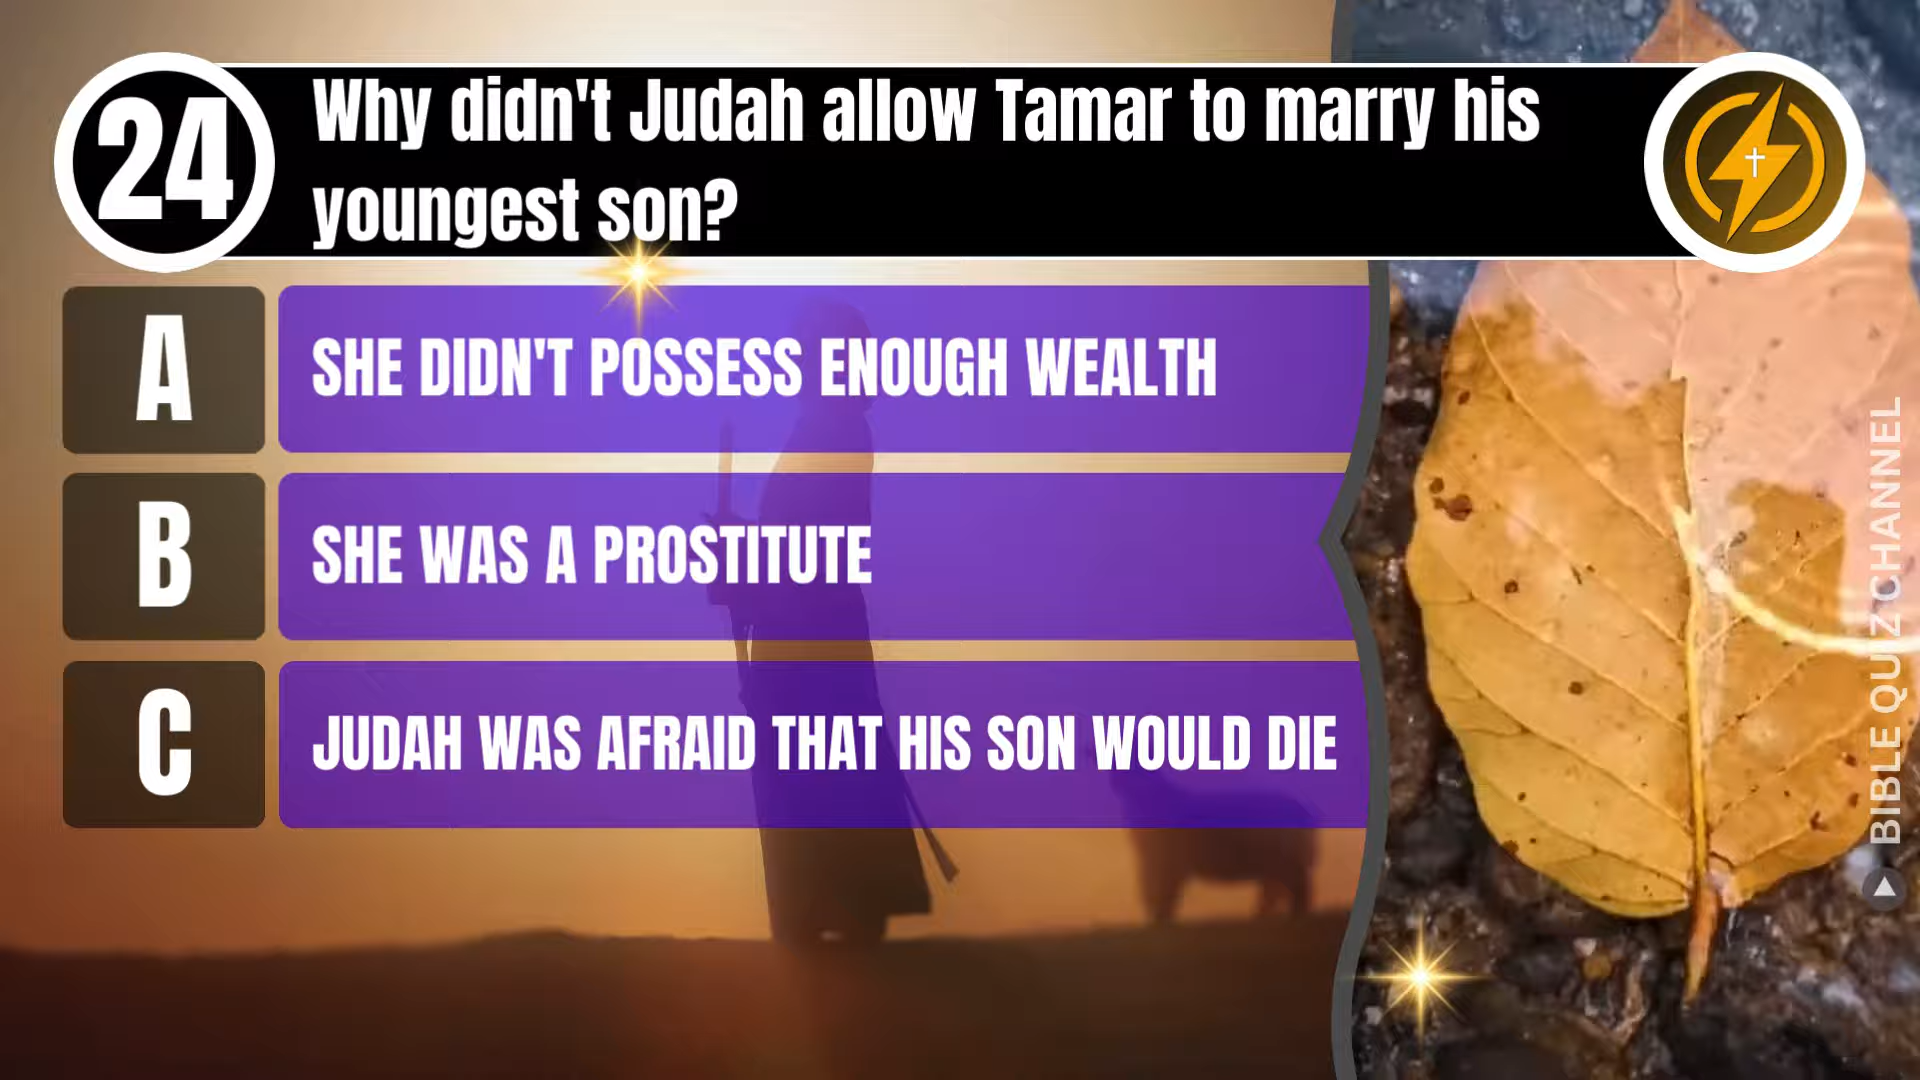 24
Why didn't Judah allow Tamar to marry his
youngest son?
A
SHE DIDN'T POSSESS ENOUGH WEALTH
B
SHE WAS A PROSTITUTE
C
JUDAH WAS AFRAID THAT HIS SON WOULD DIE
BIBLE QUIZ CHANNEL